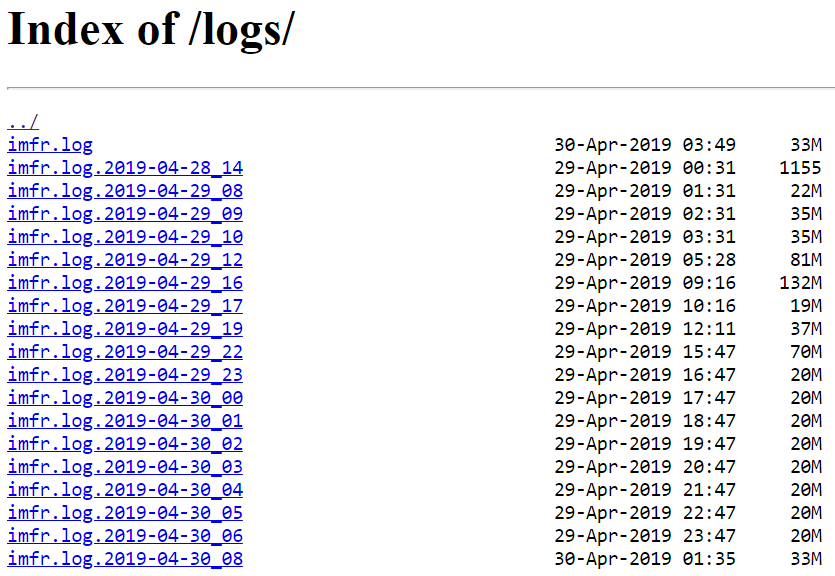 Index of /logs/
../
imfr.log 30-Apr-2019 03:49 33M
imfr.log.2019-04-28_14 29-Apr-2019 00:31 1155
imfr.log.2019-04-29_08 29-Apr-2019 01:31 22M
imfr.log.2019-04-29_09 29-Apr-2019 02:31 35M
imfr.log.2019-04-29_10 29-Apr-2019 03:31 35M
imfr.log.2019-04-29_12 29-Apr-2019 05:28 81M
imfr.log.2019-04-29_16 29-Apr-2019 09:16 132M
imfr.log.2019-04-29_17 29-Apr-2019 10:16 19M
imfr.log.2019-04-29_19 29-Apr-2019 12:11 37M
imfr.log.2019-04-29_22 29-Apr-2019 15:47 70M
imfr.log.2019-04-29_23 29-Apr-2019 16:47 20M
imfr.log.2019-04-30_00 29-Apr-2019 17:47 20M
imfr.log.2019-04-30_01 29-Apr-2019 18:47 20M
imfr.log.2019-04-30_02 29-Apr-2019 19:47 20M
imfr.log.2019-04-30_03 29-Apr-2019 20:47 20M
imfr.log.2019-04-30_04 29-Apr-2019 21:47 20M
imfr.log.2019-04-30_05 29-Apr-2019 22:47 20M
imfr.log.2019-04-30_06 29-Apr-2019 23:47 20M
imfr.log.2019-04-30_08 30-Apr-2019 01:35 33M